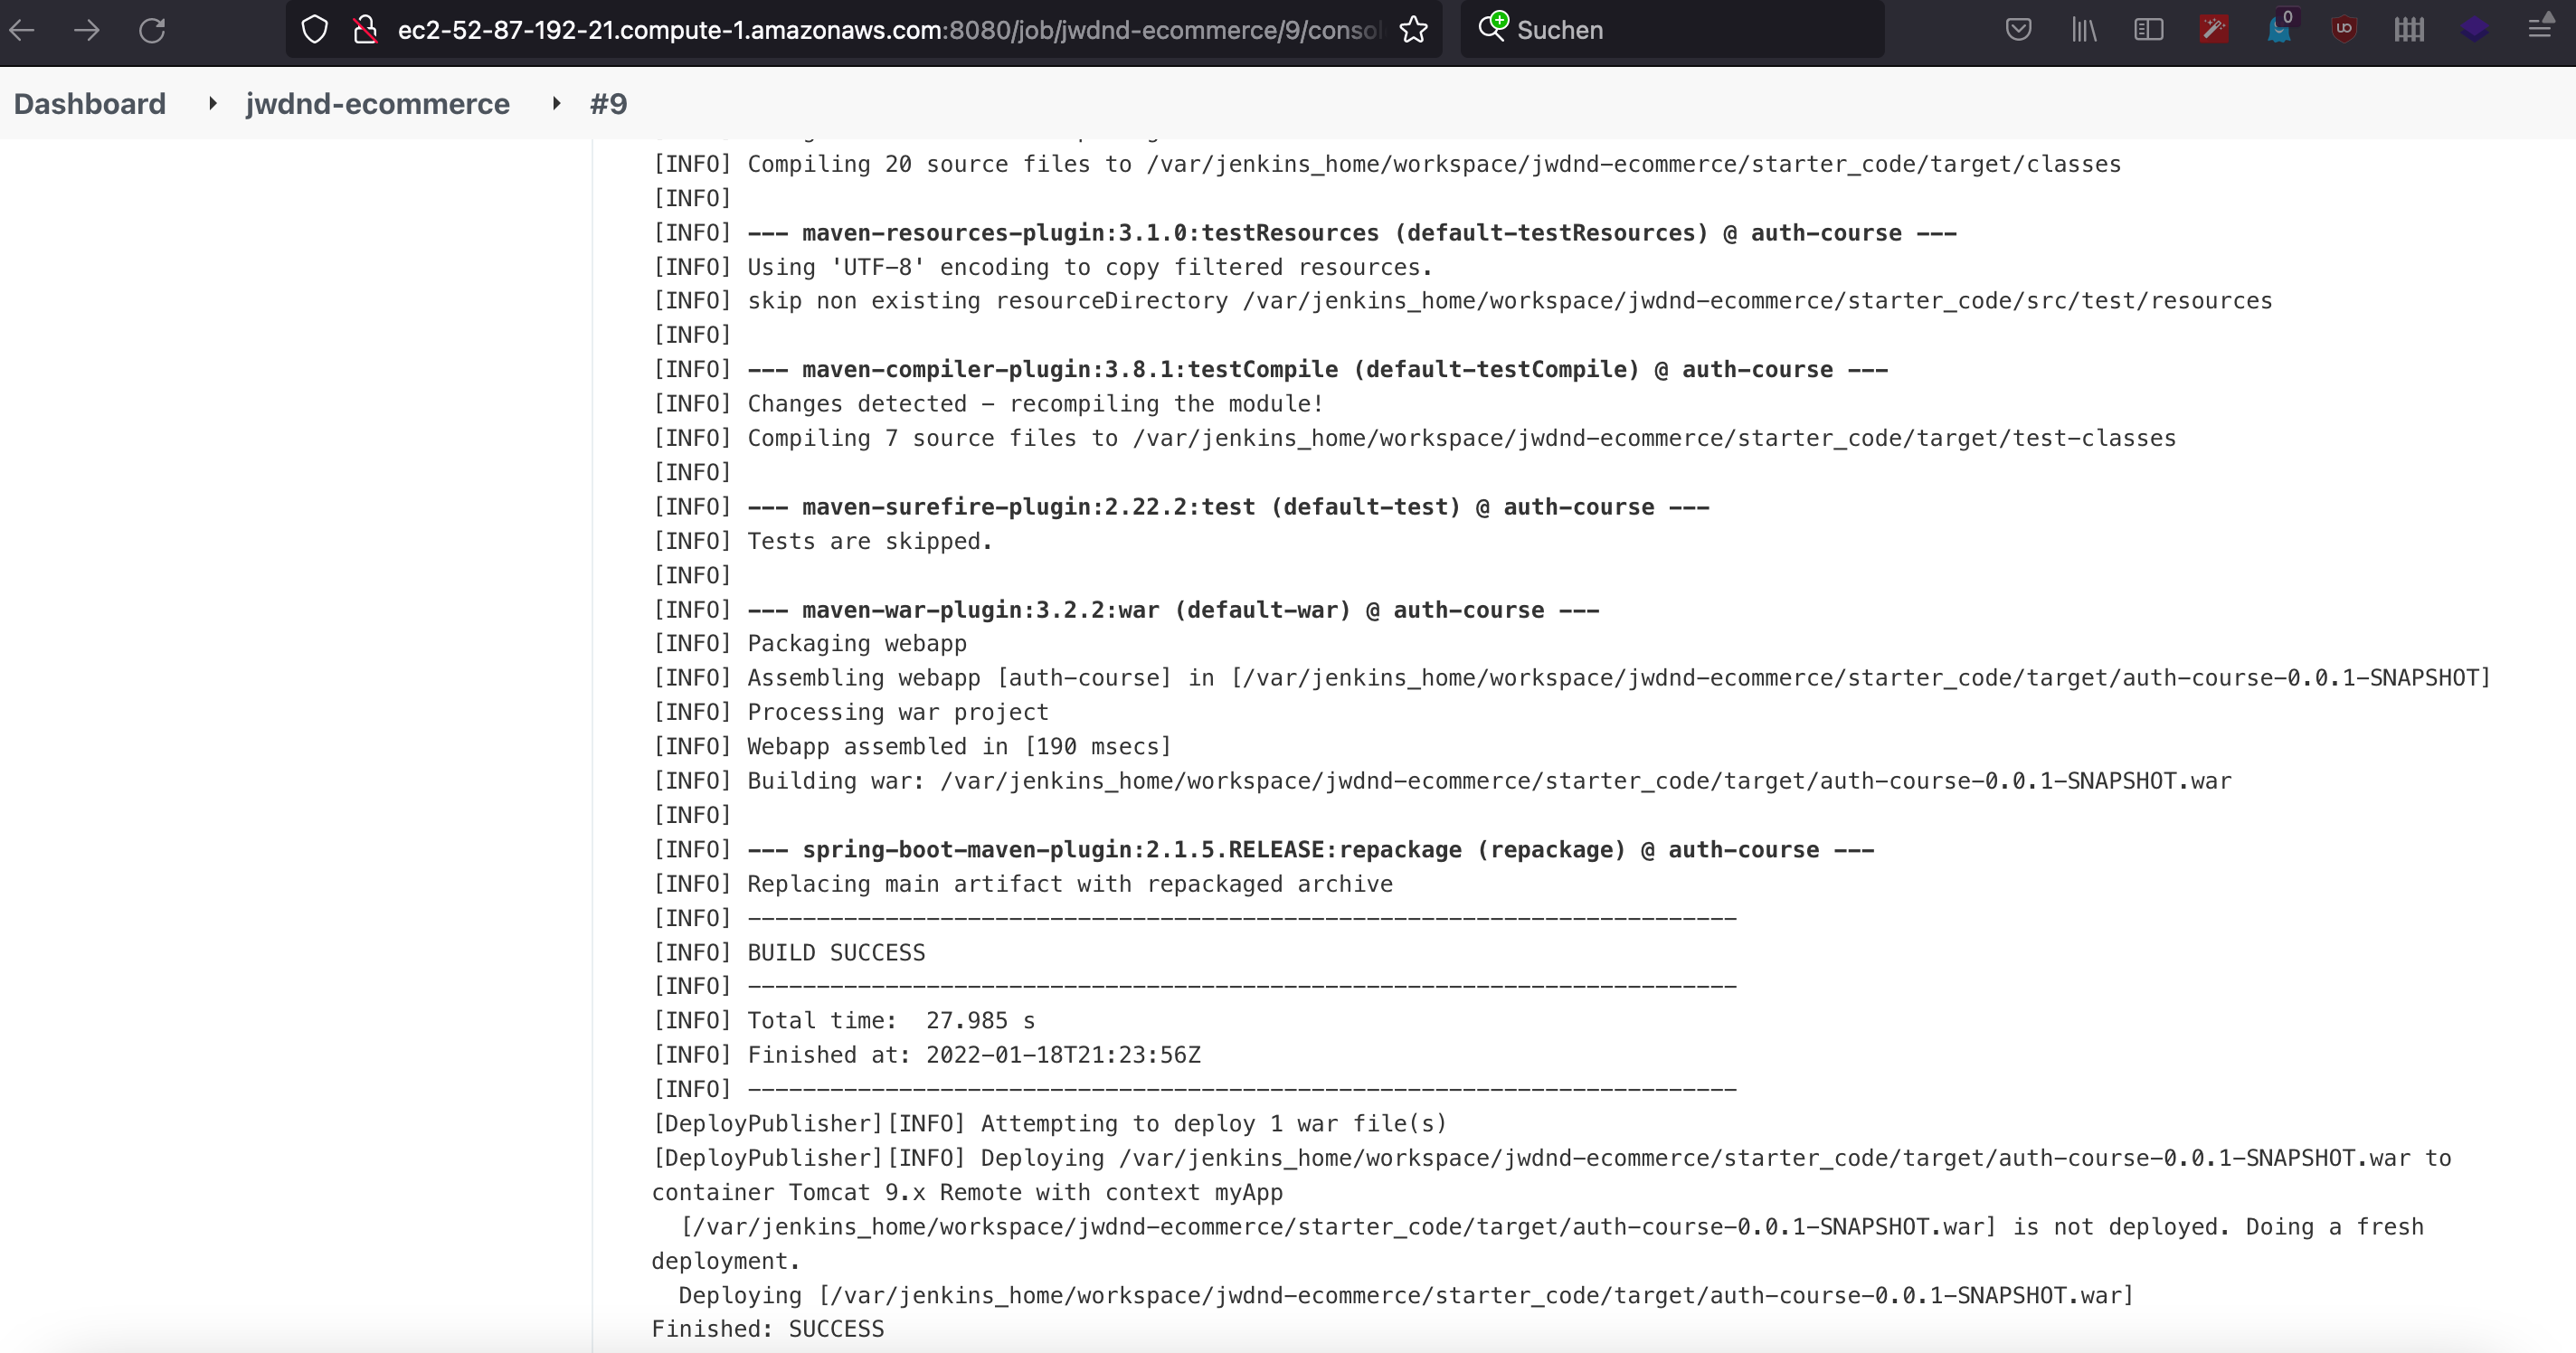 ec2-52-87-192-21.compute-1.amazonaws.com:8080/job/jwdnd-ecommerce/9/consol
Suchen
0
Dashboard
jwdnd-ecommerce
#9
[INFO] Compiling 20 source files to /var/jenkins_home/workspace/jwdnd-ecommerce/starter_code/target/classes
[INFO]
[INFO] --- maven-resources-plugin:3.1.0:testResources (default-testResources) @ auth-course ---
[INFO] Using 'UTF-8' encoding to copy filtered resources.
[INFO] skip non existing resourceDirectory /var/jenkins_home/workspace/jwdnd-ecommerce/starter_code/src/test/resources
[INFO]
[INFO] --- maven-compiler-plugin:3.8.1:testCompile (default-testCompile) @ auth-course ---
[INFO] Changes detected - recompiling the module!
[INFO] Compiling 7 source files to /var/jenkins_home/workspace/jwdnd-ecommerce/starter_code/target/test-classes
[INFO]
[INFO] --- maven-surefire-plugin:2.22.2:test (default-test) @ auth-course ---
[INFO] Tests are skipped.
[INFO]
[INFO] --- maven-war-plugin:3.2.2:war (default-war) @ auth-course ---
[INFO] Packaging webapp
[INFO] Assembling webapp [auth-course] in [/var/jenkins_home/workspace/jwdnd-ecommerce/starter_code/target/auth-course-0.0.1-SNAPSHOT]
[INFO] Processing war project
[INFO] Webapp assembled in [190 msecs]
[INFO] Building war: /var/jenkins_home/workspace/jwdnd-ecommerce/starter_code/target/auth-course-0.0.1-SNAPSHOT.war
[INFO]
[INFO] --- spring-boot-maven-plugin:2.1.5.RELEASE:repackage (repackage) @ auth-course ---
[INFO] Replacing main artifact with repackaged archive
[INFO] ------------------------------------------------------------------------
[INFO] BUILD SUCCESS
[INFO] ------------------------------------------------------------------------
[INFO] Total time:  27.985 s
[INFO] Finished at: 2022-01-18T21:23:56Z
[INFO] ------------------------------------------------------------------------
[DeployPublisher][INFO] Attempting to deploy 1 war file(s)
[DeployPublisher][INFO] Deploying /var/jenkins_home/workspace/jwdnd-ecommerce/starter_code/target/auth-course-0.0.1-SNAPSHOT.war to
container Tomcat 9.x Remote with context myApp
[/var/jenkins_home/workspace/jwdnd-ecommerce/starter_code/target/auth-course-0.0.1-SNAPSHOT.war] is not deployed. Doing a fresh
deployment.
Deploying [/var/jenkins_home/workspace/jwdnd-ecommerce/starter_code/target/auth-course-0.0.1-SNAPSHOT.war]
Finished: SUCCESS